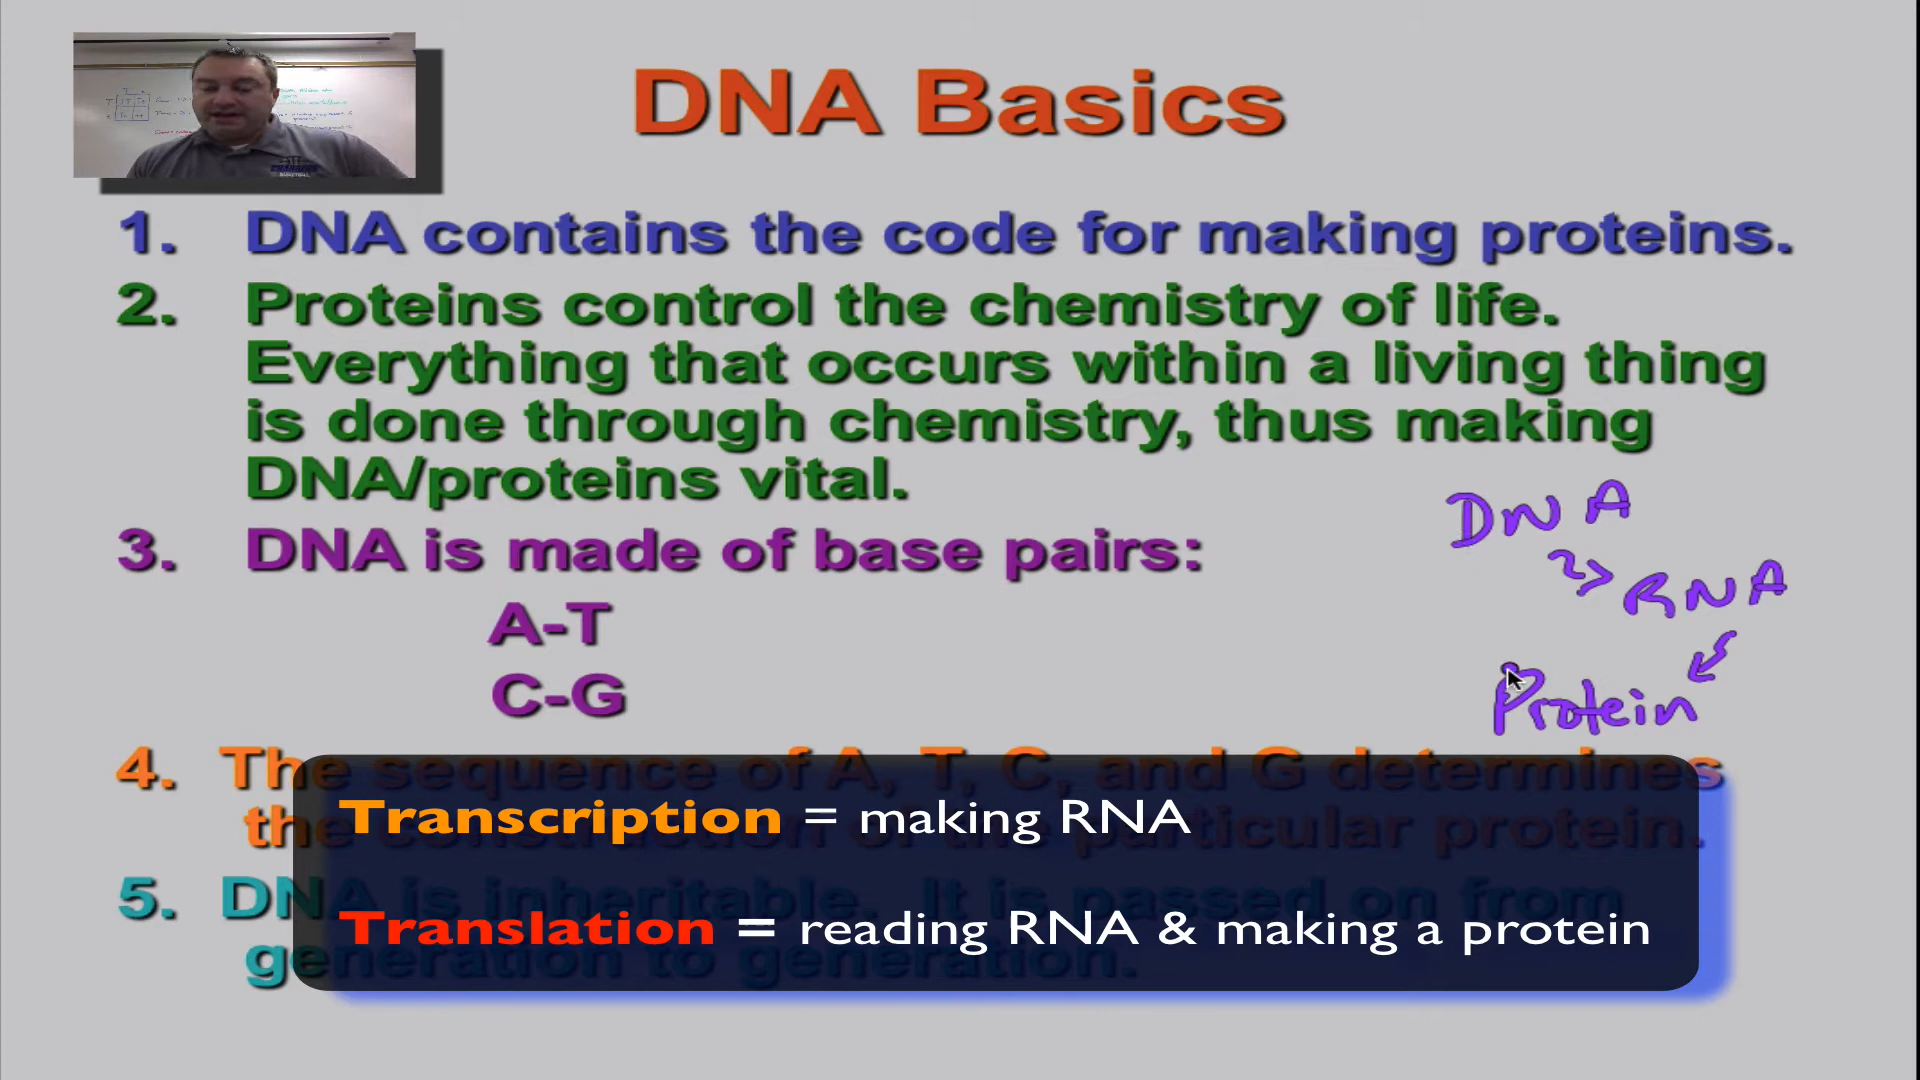 DNA Basics
1. DNA contains the code for making proteins.
2. Proteins control the chemistry of life.
Everything that occurs within a living thing
is done through chemistry, thus making
DNA/proteins vital.
3. DNA is made of base pairs:
A-T
C-G
DNA
RNA
Protein
4. The sequence of A, T, C, and G determines
the construction of the particular protein.
5. DNA is inheritable. It is passed on from
generation to generation.
Transcription = making RNA
Translation = reading RNA & making a protein